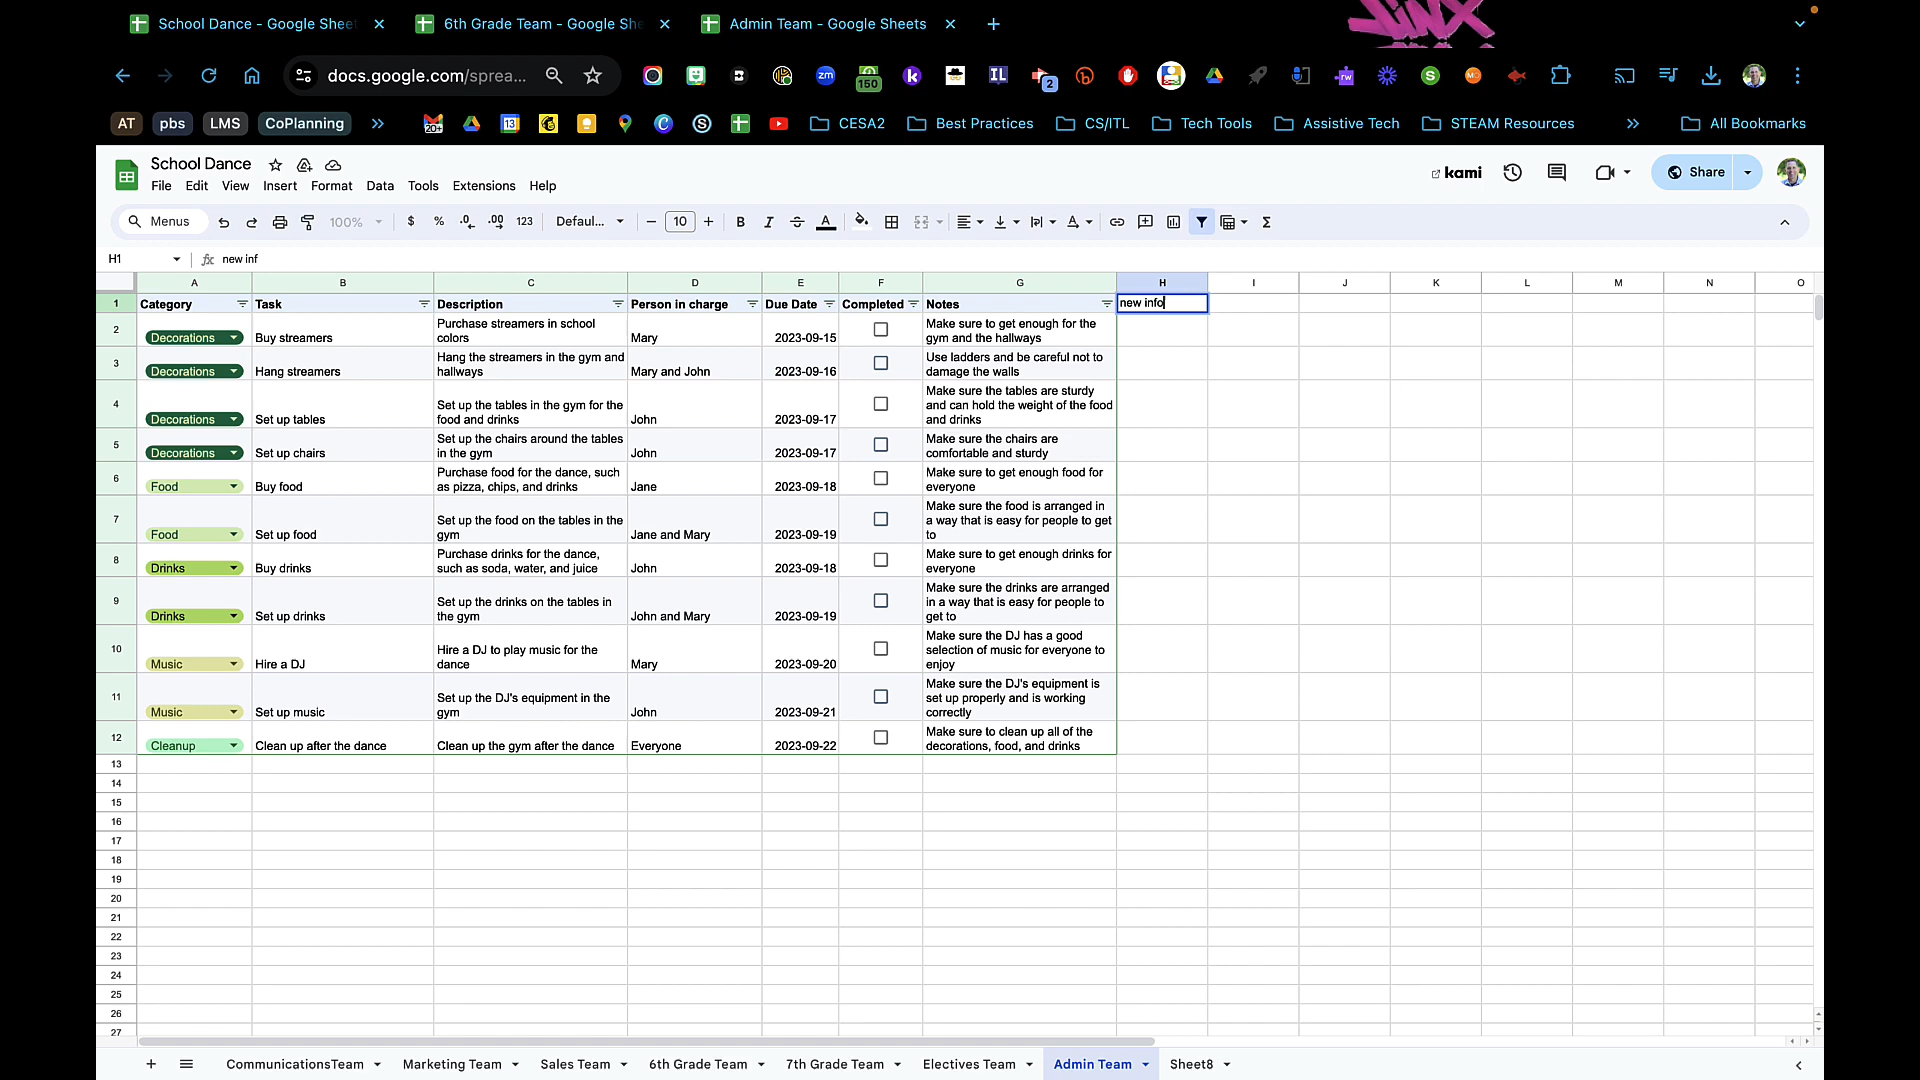 School Dance - Google Shee
6th Grade Team - Google She
Admin Team - Google Sheets
docs.google.com/sprea...
150
zm
k
IL
2
rw
S
AT
pbs
LMS
CoPlanning
20+
13
CESA2
Best Practices
CS/ITL
Tech Tools
Assistive Tech
STEAM Resources
All Bookmarks
School Dance
File Edit View Insert Format Data Tools Extensions Help
kami
Share
Menus
100%
$ % .0 .00 123
Defaul...
10
B I A Σ
H1
fx new inf
A B C D E F G H I J K L M N O
1 Category Task Description Person in charge Due Date Completed Notes new info
2 Decorations Buy streamers Purchase streamers in school colors Mary 2023-09-15 Make sure to get enough for the gym and the hallways
3 Decorations Hang streamers Hang the streamers in the gym and hallways Mary and John 2023-09-16 Use ladders and be careful not to damage the walls
4 Decorations Set up tables Set up the tables in the gym for the food and drinks John 2023-09-17 Make sure the tables are sturdy and can hold the weight of the food and drinks
5 Decorations Set up chairs Set up the chairs around the tables in the gym John 2023-09-17 Make sure the chairs are comfortable and sturdy
6 Food Buy food Purchase food for the dance, such as pizza, chips, and drinks Jane 2023-09-18 Make sure to get enough food for everyone
7 Food Set up food Set up the food on the tables in the gym Jane and Mary 2023-09-19 Make sure the food is arranged in a way that is easy for people to get to
8 Drinks Buy drinks Purchase drinks for the dance, such as soda, water, and juice John 2023-09-18 Make sure to get enough drinks for everyone
9 Drinks Set up drinks Set up the drinks on the tables in the gym John and Mary 2023-09-19 Make sure the drinks are arranged in a way that is easy for people to get to
10 Music Hire a DJ Hire a DJ to play music for the dance Mary 2023-09-20 Make sure the DJ has a good selection of music for everyone to enjoy
11 Music Set up music Set up the DJ's equipment in the gym John 2023-09-21 Make sure the DJ's equipment is set up properly and is working correctly
12 Cleanup Clean up after the dance Clean up the gym after the dance Everyone 2023-09-22 Make sure to clean up all of the decorations, food, and drinks
13
14
15
16
17
18
19
20
21
22
23
24
25
26
27
CommunicationsTeam
Marketing Team
Sales Team
6th Grade Team
7th Grade Team
Electives Team
Admin Team
Sheet8